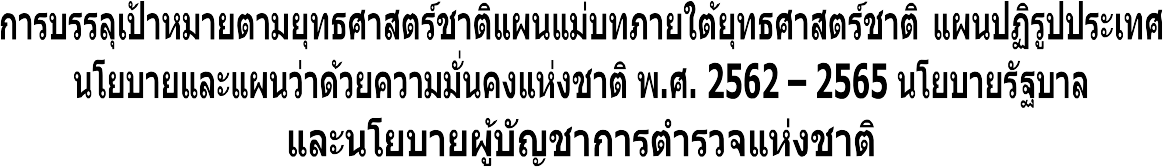 การบรรลุเป้าหมายตามยุทธศาสตร์ชาติแผนแม่บทภายใต้ยุทธศาสตร์ชาติ แผนปฏิรูปประเทศ
นโยบายและแผนว่าด้วยความมั่นคงแห่งชาติ พ.ศ. 2562 – 2565 นโยบายรัฐบาล
และนโยบายผู้บัญชาการตำรวจแห่งชาติ